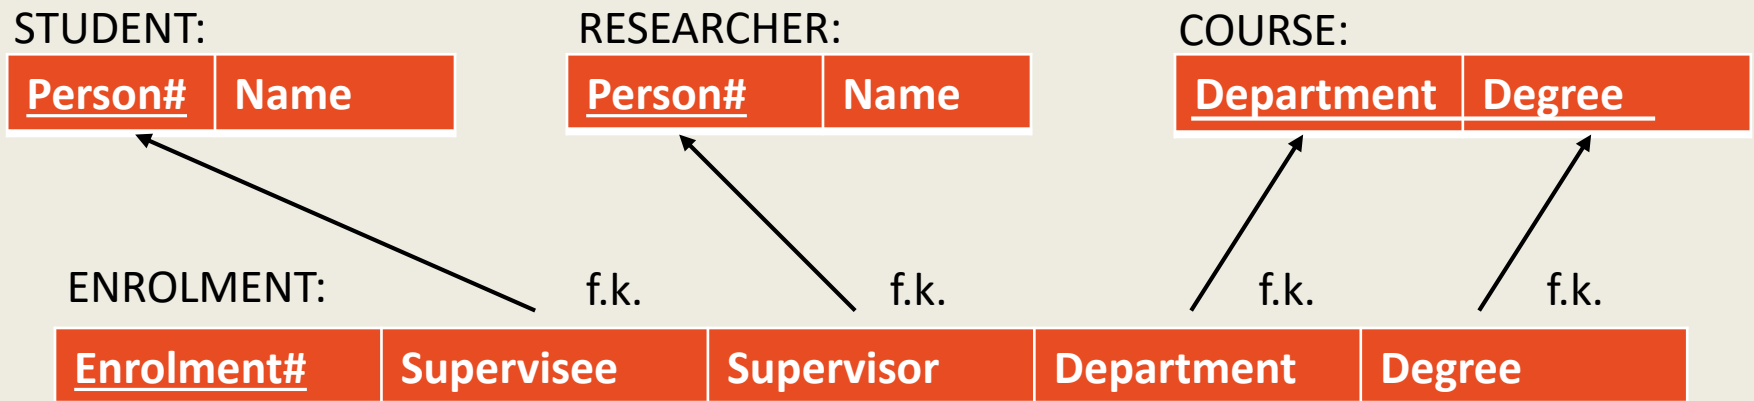 STUDENT: RESEARCHER: COURSE:
Person# Name Person# Name Department Degree
ENROLMENT: f.k. f.k. f.k. f.k.
Enrolment# Supervisee Supervisor Department Degree